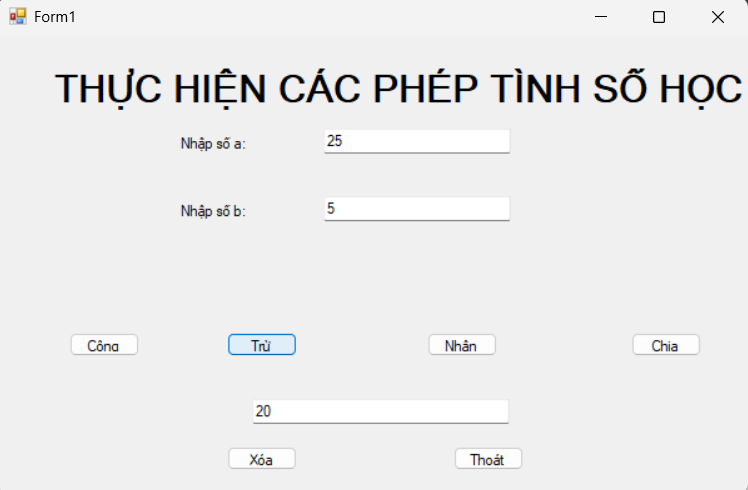 Form1
THỰC HIỆN CÁC PHÉP TÌNH SỐ HỌC
Nhập số a: 25
Nhập số b: 5
Công Trừ Nhân Chia
20
Xóa Thoát